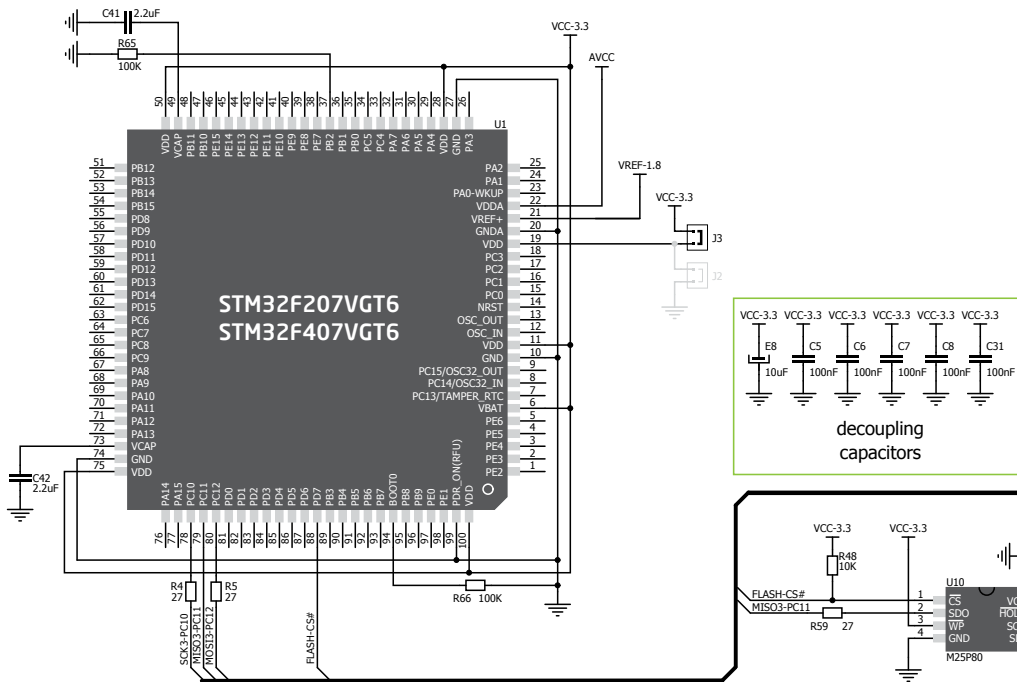 C41
2.2uF
R65
100K
VCC-3.3
AVCC
50 49 48 47 46 45 44 43 42 41 40 39 38 37 36 35 34 33 32 31 30 29 28 27 26
VDD VCAP PB11 PB10 PE15 PE14 PE13 PE12 PE11 PE10 PE9 PE8 PE7 PB2 PB1 PB0 PC5 PC4 PA7 PA6 PA5 PA4 VDD GND PA3
U1
51 PB12
52 PB13
53 PB14
54 PB15
55 PD8
56 PD9
57 PD10
58 PD11
59 PD12
60 PD13
61 PD14
62 PD15
63 PC6
64 PC7
65 PC8
66 PC9
67 PA8
68 PA9
69 PA10
70 PA11
71 PA12
72 PA13
73 VCAP
74 GND
75 VDD
STM32F207VGT6
STM32F407VGT6
PA2 25
PA1 24
PA0-WKUP 23
VDDA 22
VREF+ 21
GNDA 20
VDD 19
PC3 18
PC2 17
PC1 16
PC0 15
NRST 14
OSC_OUT 13
OSC_IN 12
VDD 11
GND 10
PC15/OSC32_OUT 9
PC14/OSC32_IN 8
PC13/TAMPER_RTC 7
VBAT 6
PE6 5
PE5 4
PE4 3
PE3 2
PE2 1
VREF-1.8
VCC-3.3
J3
J2
VCC-3.3 VCC-3.3 VCC-3.3 VCC-3.3 VCC-3.3 VCC-3.3
E8 C5 C6 C7 C8 C31
10uF 100nF 100nF 100nF 100nF 100nF
decoupling
capacitors
C42
2.2uF
PA14 PA15 PC10 PC11 PC12 PD0 PD1 PD2 PD3 PD4 PD5 PD6 PD7 PB3 PB4 PB5 PB6 PB7 BOOT0 PB8 PB9 PE0 PE1 PDR_ON(RFU) VDD
76 77 78 79 80 81 82 83 84 85 86 87 88 89 90 91 92 93 94 95 96 97 98 99 100
R4
27
R5
27
R66
100K
SCK3-PC10
MISO3-PC11
MOSI3-PC12
FLASH-CS#
VCC-3.3
VCC-3.3
R48
10K
FLASH-CS#
MISO3-PC11
R59
27
U10
1 CS
2 SDO
3 WP
4 GND
M25P80